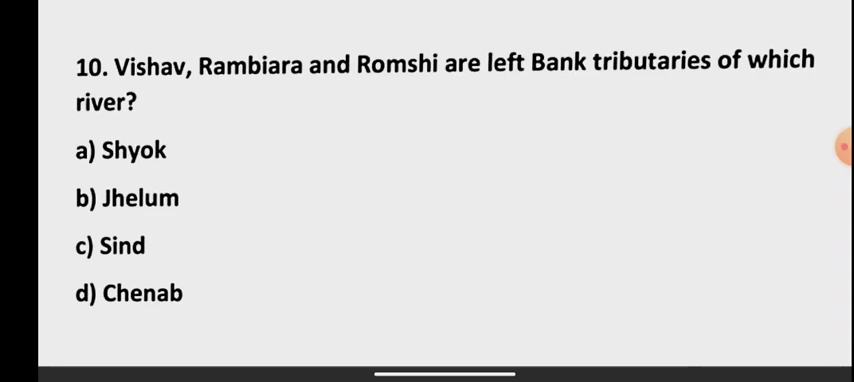 10. Vishav, Rambiara and Romshi are left Bank tributaries of which
river?
a) Shyok
b) Jhelum
c) Sind
d) Chenab